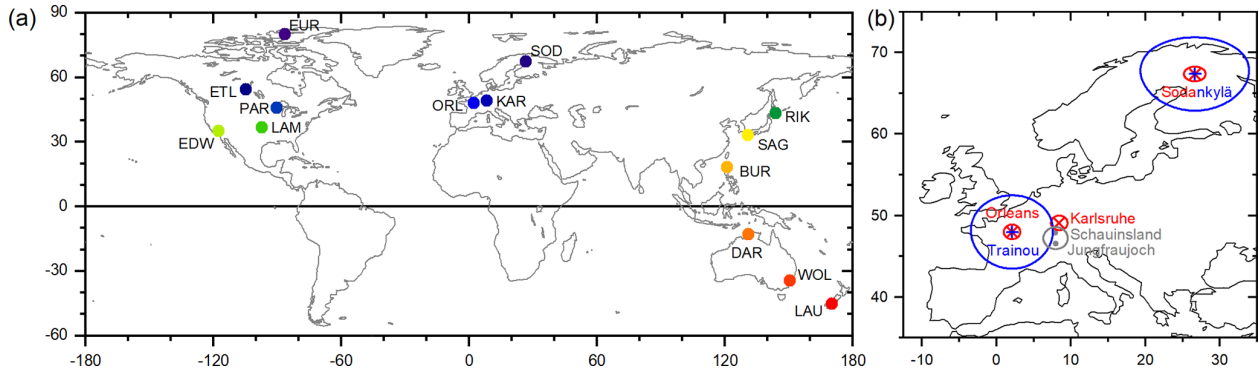 (a)
90
60
30
0
-30
-60
-180
-120
-60
0
60
120
180
EUR
SOD
ETL
PAR
ORL
KAR
LAM
EDW
RIK
SAG
BUR
DAR
WOL
LAU
(b)
70
60
50
40
-10
0
10
20
30
Sodankylä
Orléans
Karlsruhe
Schauinsland
Trainou
Jungfraujoch